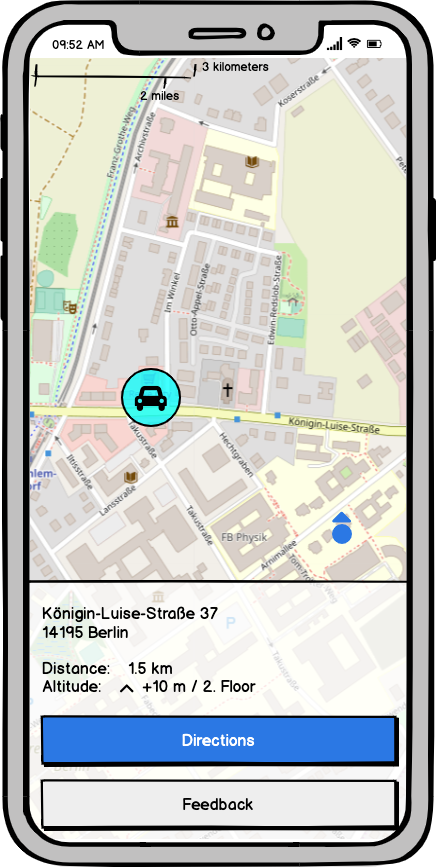 09:52 AM
3 kilometers
2 miles
Koserstraße
Franz-Grothe-Weg
Archivstraße
Im Winkel
Otto-Appel-Straße
Edwin-Redslob-Straße
Königin-Luise-Straße
Takustraße
Hechtgraben
Iltisstraße
Lansstraße
Takustraße
FB Physik
Arnimallee
Königin-Luise-Straße 37
14195 Berlin
P
Takustraße
Distance: 1.5 km
Altitude: +10 m / 2. Floor
Directions
Feedback